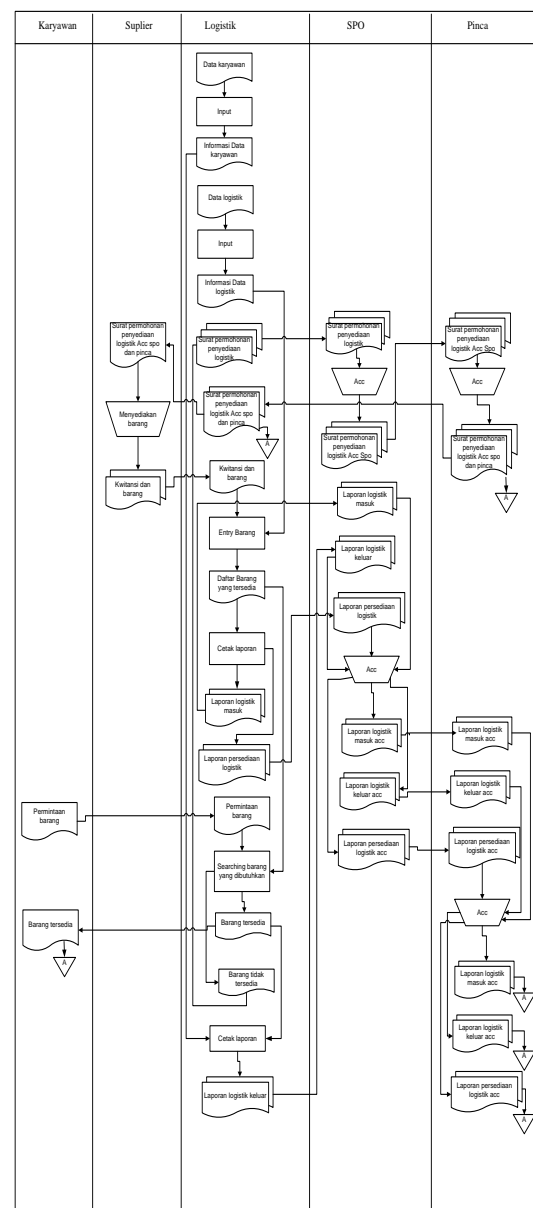 Karyawan
Suplier
Logistik
SPO
Pinca
Data karyawan
Input
Informasi Data
karyawan
Data logistik
Input
Informasi Data
logistik
Surat permohonan
penyediaan
logistik Acc spo
dan pinca
Surat permohonan
penyediaan
logistik
Surat permohonan
penyediaan
logistik
Surat permohonan
penyediaan
logistik Acc Spo
Menyediakan
barang
Surat permohonan
penyediaan
logistik Acc spo
dan pinca
A
Acc
Acc
Surat permohonan
penyediaan
logistik Acc Spo
Surat permohonan
penyediaan
logistik Acc spo
dan pinca
A
Kwitansi dan
barang
Kwitansi dan
barang
Laporan logistik
masuk
Entry Barang
Laporan logistik
keluar
Daftar Barang
yang tersedia
Laporan persediaan
logistik
Cetak laporan
Acc
Laporan logistik
masuk
Laporan logistik
masuk acc
Laporan logistik
masuk acc
Laporan persediaan
logistik
Laporan logistik
keluar acc
Laporan logistik
keluar acc
Permintaan
barang
Permintaan
barang
Laporan persediaan
logistik acc
Laporan persediaan
logistik acc
Searching barang
yang dibutuhkan
Barang tersedia
A
Barang tersedia
Acc
Barang tidak
tersedia
Laporan logistik
masuk acc
A
Cetak laporan
Laporan logistik
keluar acc
A
Laporan logistik keluar
Laporan persediaan
logistik acc
A